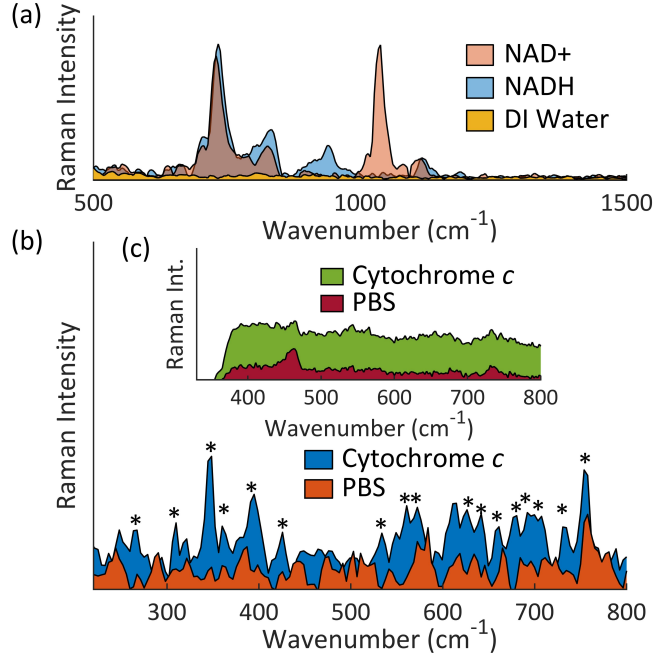 (a)
Raman Intensity
NAD+
NADH
DI Water
500
1000
1500
Wavenumber (cm-1)
(b)
Raman Intensity
(c)
Raman Int.
Cytochrome c
PBS
400
500
600
700
800
Wavenumber (cm-1)
Cytochrome c
PBS
*
*
*
*
*
*
*
**
*
*
*
*
*
*
*
*
300
400
500
600
700
800
Wavenumber (cm-1)